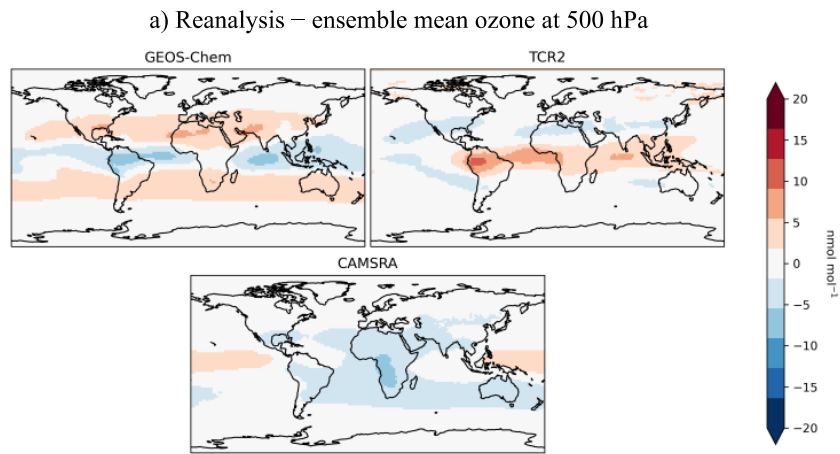 a) Reanalysis − ensemble mean ozone at 500 hPa
GEOS-Chem
TCR2
CAMSRA
20
15
10
5
0
−5
−10
−15
−20
nmol mol⁻¹